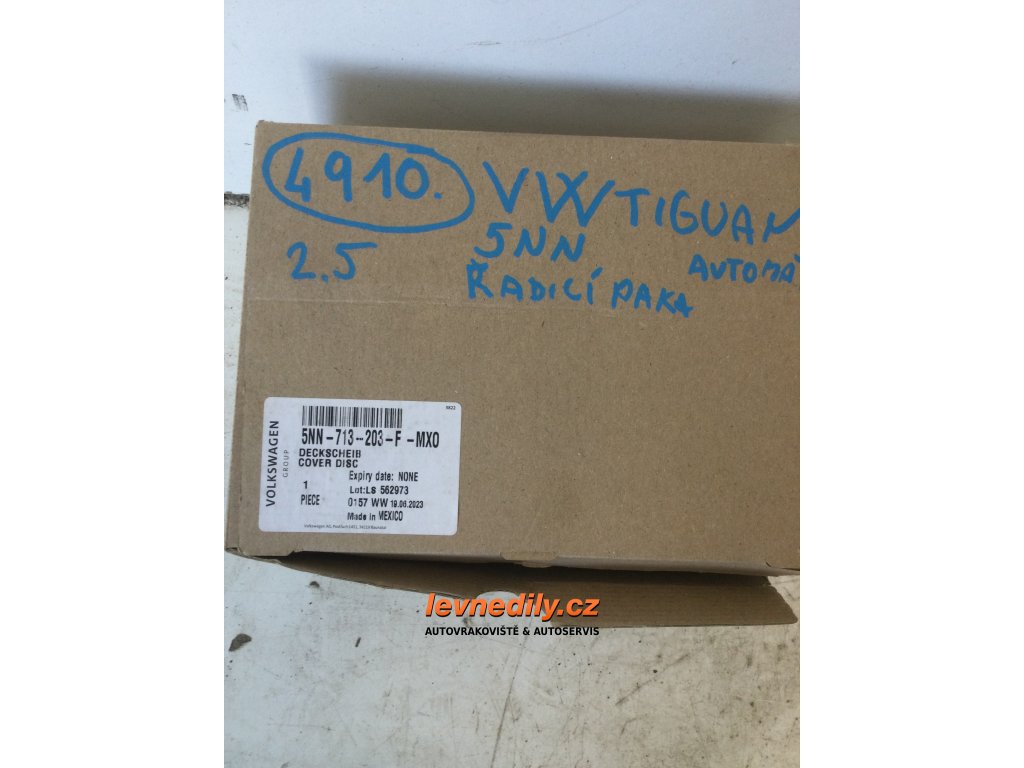 4910. VW TIGUAN
2.5 5NN
ŘADICÍ PAKA
5822
5NN-713-203-F -MX0
DECKSCHEIB
COVER DISC
Expiry date: NONE
1 Lot:LS 562973
PIECE 0157 WW 19.06.2023
Made in MEXICO
VOLKSWAGEN
GROUP
levnedily.cz
AUTOVRAKOVIŠTĚ & AUTOSERVIS